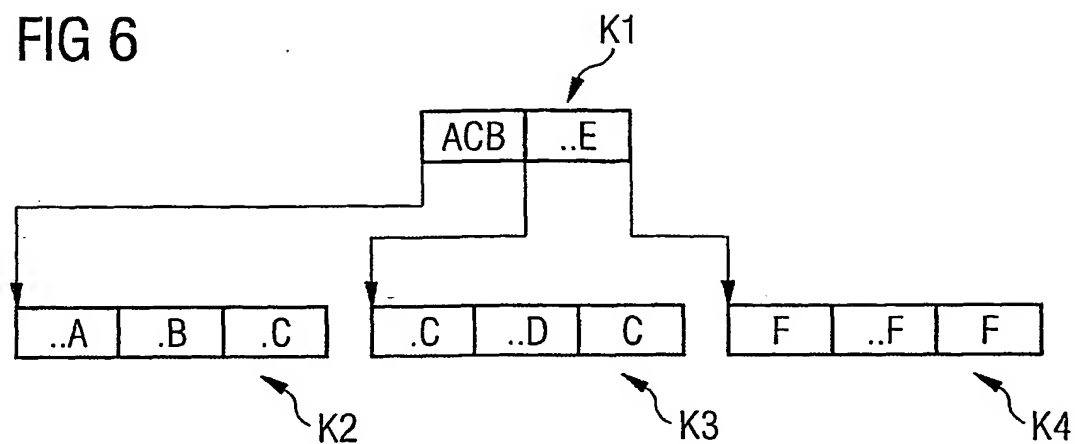 FIG 6
K1
ACB ..E
..A .B .C .C ..D C F ..F F
K2 K3 K4